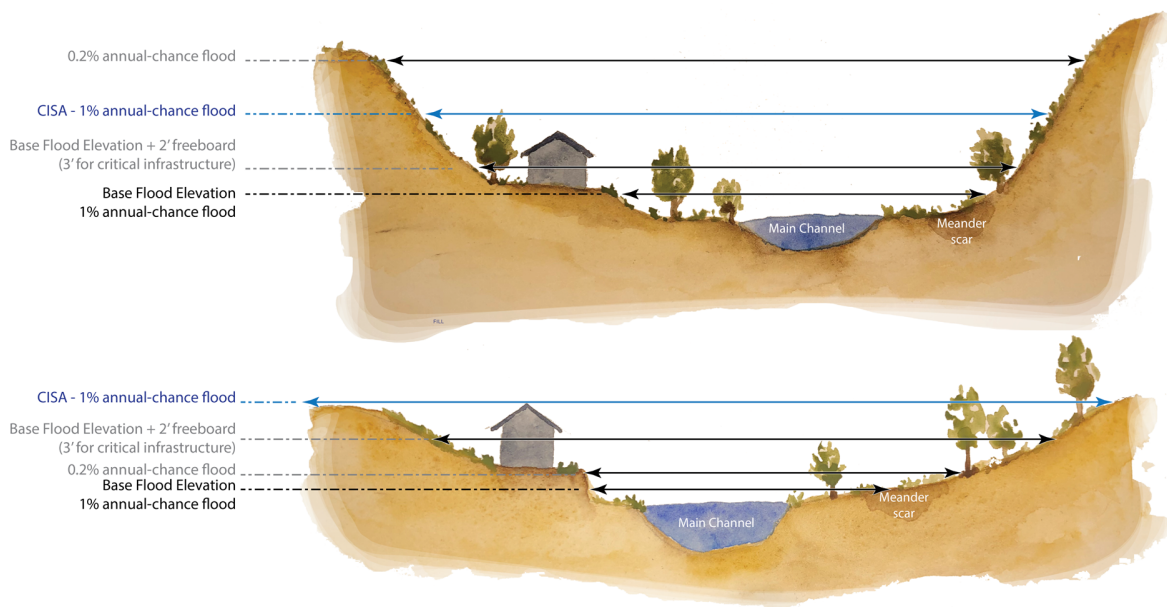 0.2% annual-chance flood
CISA - 1% annual-chance flood
Base Flood Elevation + 2' freeboard
(3' for critical infrastructure)
Base Flood Elevation
1% annual-chance flood
Main Channel
Meander
scar
FILL
CISA - 1% annual-chance flood
Base Flood Elevation + 2' freeboard
(3' for critical infrastructure)
0.2% annual-chance flood
Base Flood Elevation
1% annual-chance flood
Main Channel
Meander
scar